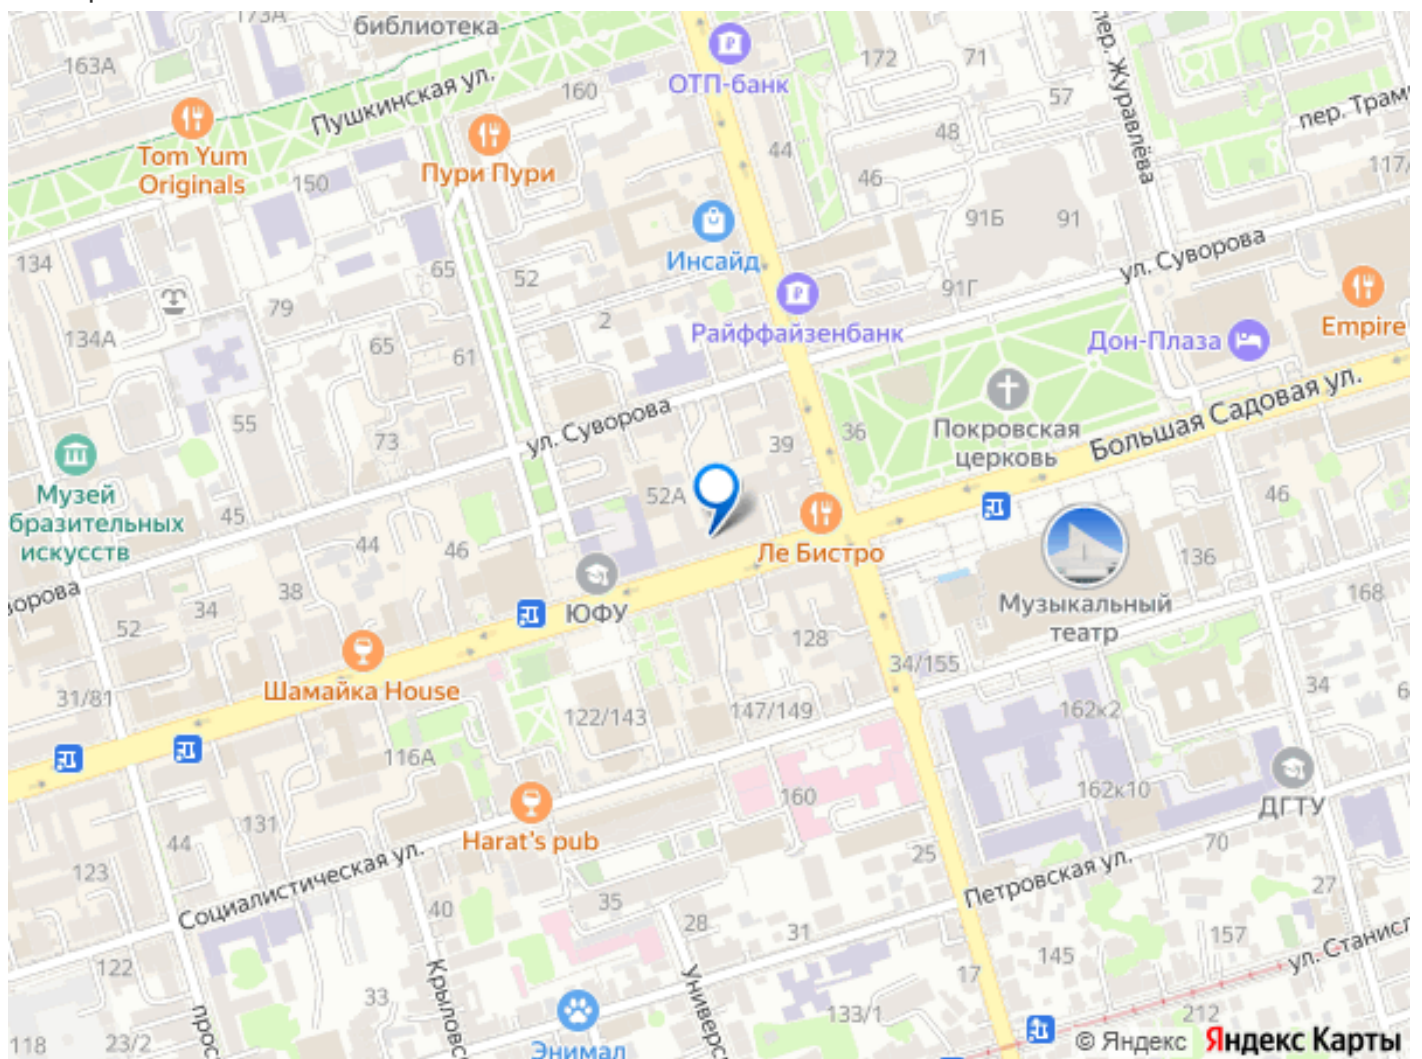 173А
библиотека
163А
Пушкинская ул.
160
ОТП-банк
172
71
57
пер. Журавлёва
пер. Трам
Tom Yum
Originals
150
Пури Пури
44
48
46
117/
91Б
91
134
65
52
Инсайд
ул. Суворова
79
91Г
134А
2
Райффайзенбанк
Дон-Плаза
Empire
65
61
Большая Садовая ул.
55
73
ул. Суворова
39
36
Покровская
церковь
Музей
бразительных
искусств
45
52А
46
44
46
Ле Бистро
136
ворова
34
38
ЮФУ
Музыкальный
театр
168
52
128
Шамайка House
34/155
31/81
122/143
147/149
162к2
34
6
116А
160
162к10
ДГТУ
131
44
Harat's pub
123
Социалистическая ул.
25
Петровская ул.
70
27
40
35
28
31
157
ул. Станисл
122
145
33
Крыловс
Универс
17
прос
133/1
212
118
23/2
Энимал
© Яндекс Яндекс Карты